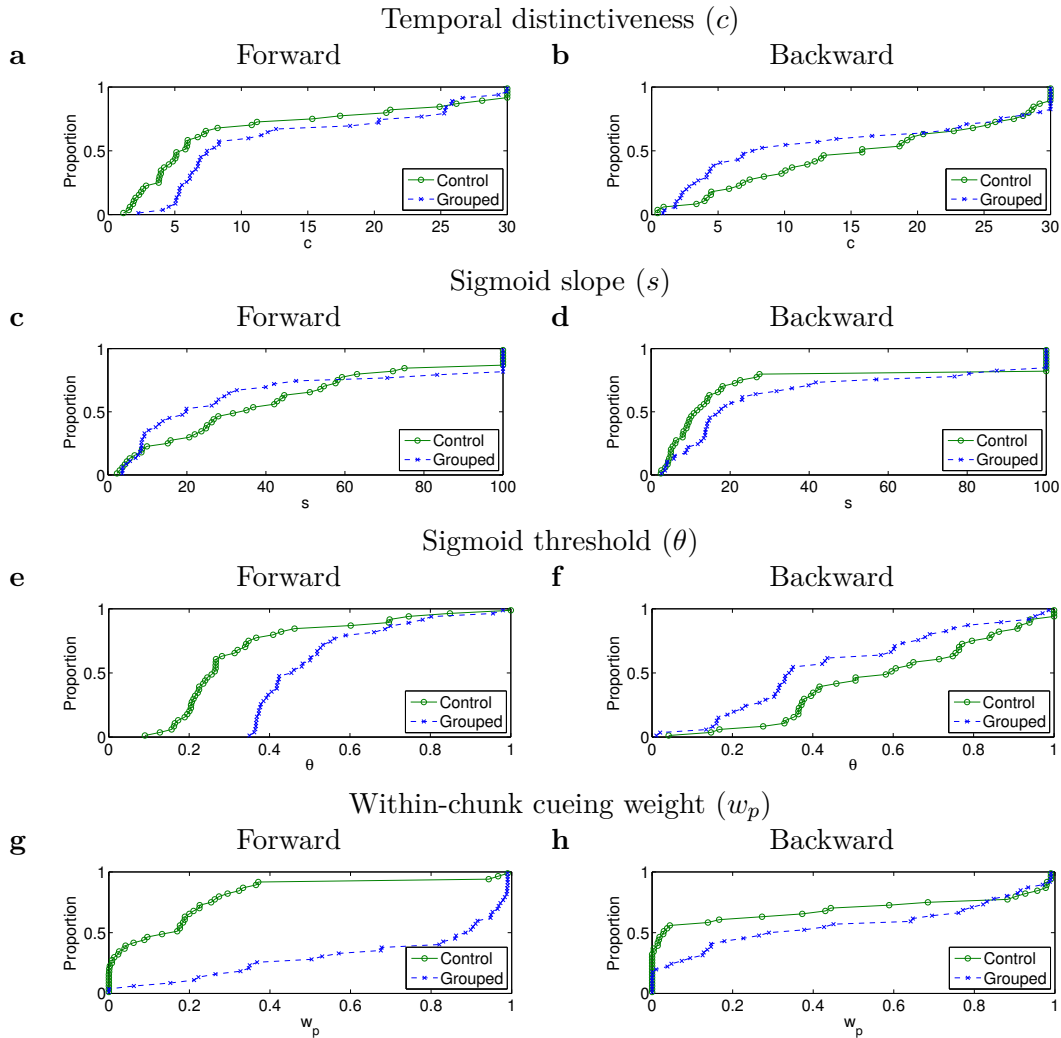 Temporal distinctiveness (c)
a Forward b Backward
1 1
Proportion 0.5 Proportion 0.5
Control Control
Grouped Grouped
0 0
0 5 10 15 20 25 30 0 5 10 15 20 25 30
c c
Sigmoid slope (s)
c Forward d Backward
1 1
Proportion 0.5 Proportion 0.5
Control Control
Grouped Grouped
0 0
0 20 40 60 80 100 0 20 40 60 80 100
s s
Sigmoid threshold (θ)
e Forward f Backward
1 1
Proportion 0.5 Proportion 0.5
Control Control
Grouped Grouped
0 0
0 0.2 0.4 0.6 0.8 1 0 0.2 0.4 0.6 0.8 1
θ θ
Within-chunk cueing weight (w_p)
g Forward h Backward
1 1
Proportion 0.5 Proportion 0.5
Control Control
Grouped Grouped
0 0
0 0.2 0.4 0.6 0.8 1 0 0.2 0.4 0.6 0.8 1
w_p w_p